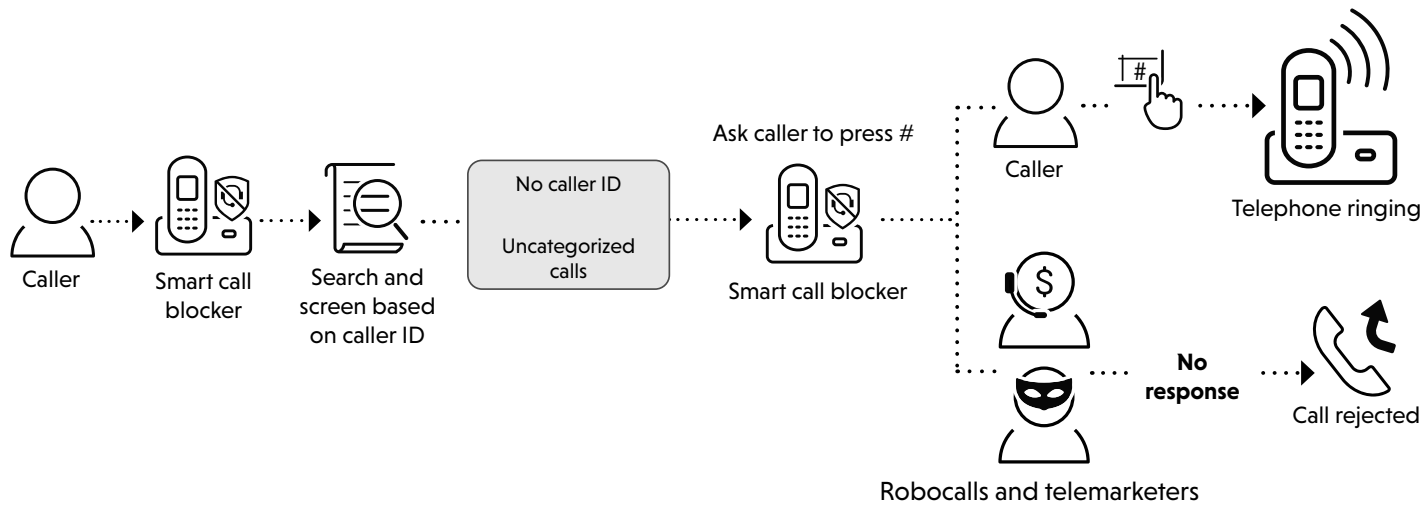 Caller
Smart call
blocker
Search and
screen based
on caller ID
No caller ID
Uncategorized
calls
Ask caller to press #
Smart call blocker
#
Caller
Telephone ringing
$
No
response
Call rejected
Robocalls and telemarketers